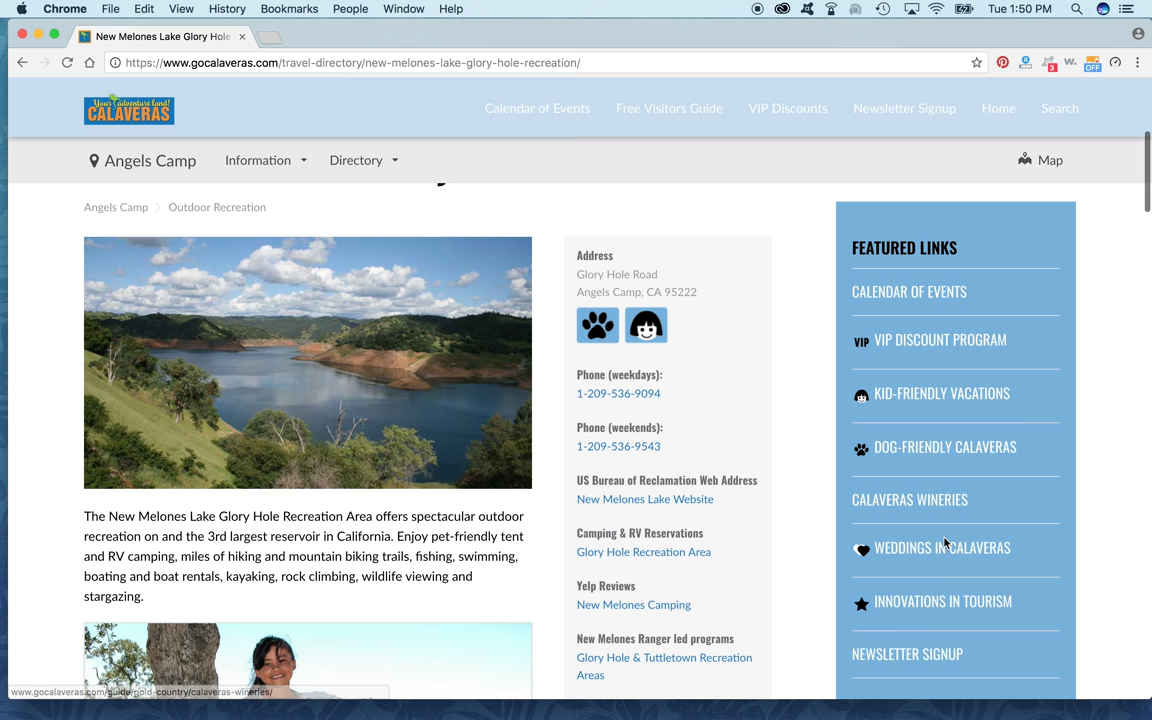 Chrome File Edit View History Bookmarks People Window Help Tue 1:50 PM
New Melones Lake Glory Hole
https://www.gocalaveras.com/travel-directory/new-melones-lake-glory-hole-recreation/
3 W. OFF
Your adventure land!
CALAVERAS
Calendar of Events Free Visitors Guide VIP Discounts Newsletter Signup Home Search
Angels Camp Information Directory Map
Angels Camp Outdoor Recreation
Address
Glory Hole Road
Angels Camp, CA 95222
Phone (weekdays):
1-209-536-9094
Phone (weekends):
1-209-536-9543
US Bureau of Reclamation Web Address
New Melones Lake Website
Camping & RV Reservations
Glory Hole Recreation Area
Yelp Reviews
New Melones Camping
New Melones Ranger led programs
Glory Hole & Tuttletown Recreation
Areas
The New Melones Lake Glory Hole Recreation Area offers spectacular outdoor
recreation on and the 3rd largest reservoir in California. Enjoy pet-friendly tent
and RV camping, miles of hiking and mountain biking trails, fishing, swimming,
boating and boat rentals, kayaking, rock climbing, wildlife viewing and
stargazing.
FEATURED LINKS
CALENDAR OF EVENTS
VIP VIP DISCOUNT PROGRAM
KID-FRIENDLY VACATIONS
DOG-FRIENDLY CALAVERAS
CALAVERAS WINERIES
WEDDINGS IN CALAVERAS
INNOVATIONS IN TOURISM
NEWSLETTER SIGNUP
www.gocalaveras.com/guide/gold-country/calaveras-wineries/